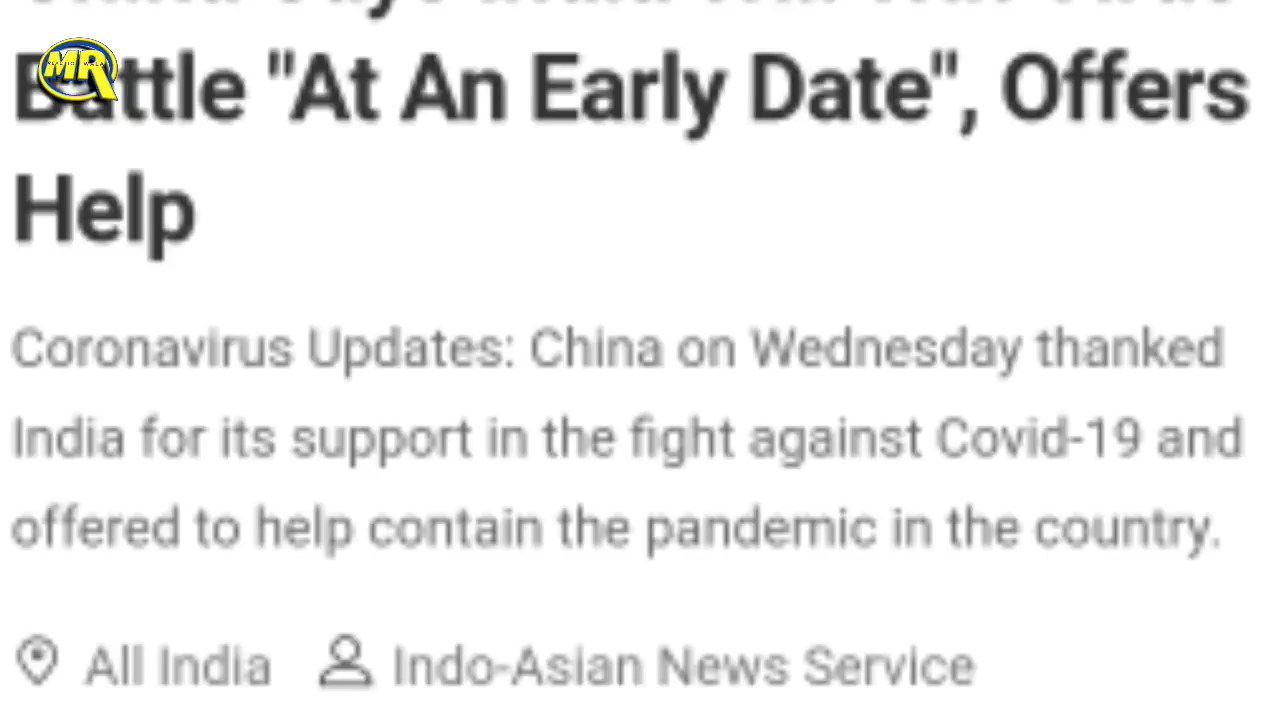 Battle "At An Early Date", Offers
Help
MR
Coronavirus Updates: China on Wednesday thanked
India for its support in the fight against Covid-19 and
offered to help contain the pandemic in the country.
All India Indo-Asian News Service